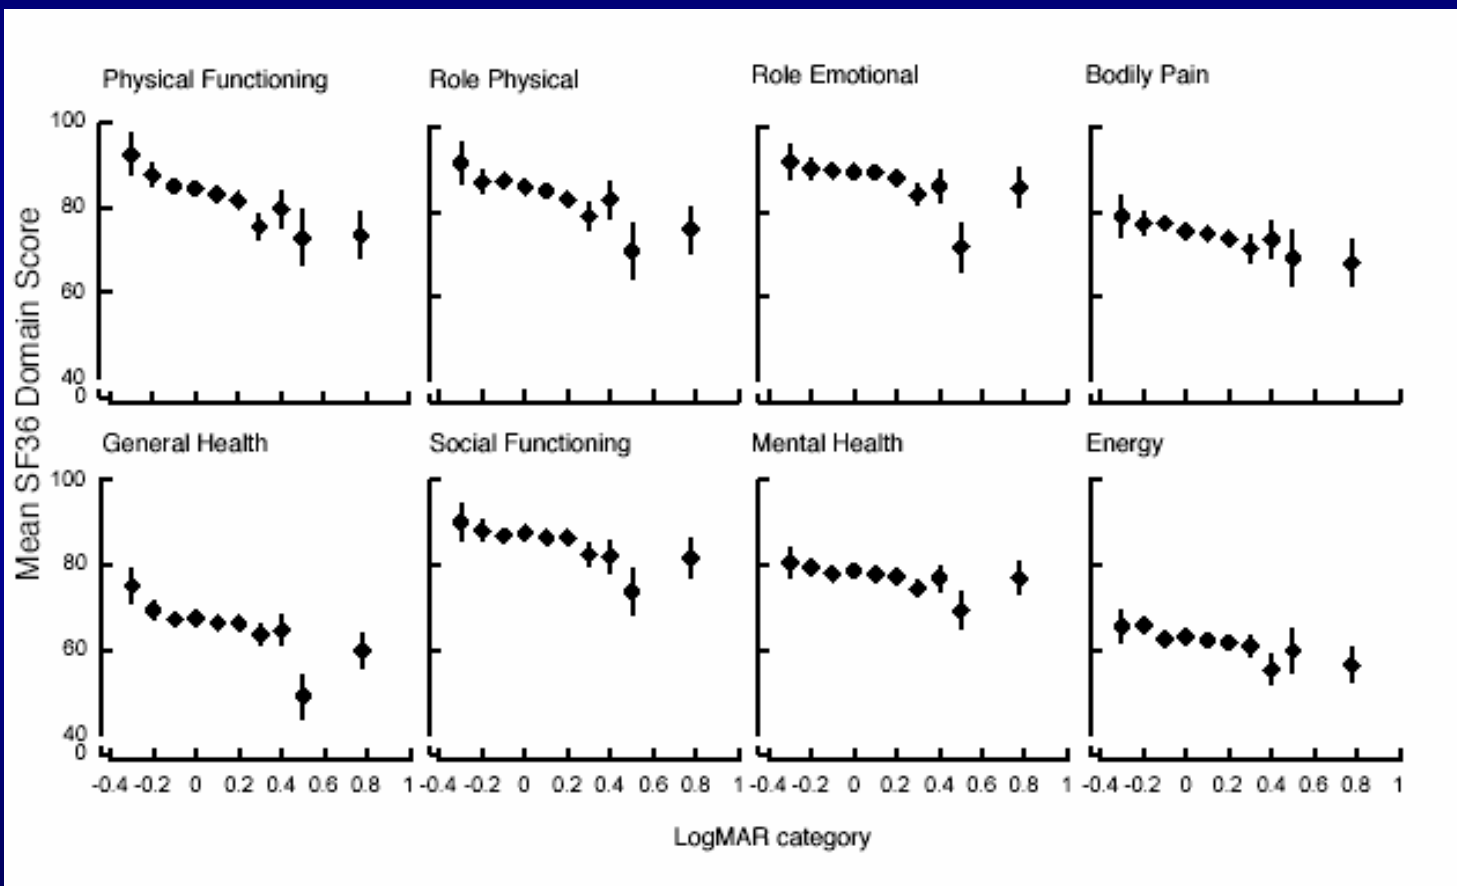 Physical Functioning
Role Physical
Role Emotional
Bodily Pain
Mean SF36 Domain Score
100
80
60
40
0
General Health
Social Functioning
Mental Health
Energy
100
80
60
40
0
-0.4 -0.2 0 0.2 0.4 0.6 0.8 1 -0.4 -0.2 0 0.2 0.4 0.6 0.8 1 -0.4 -0.2 0 0.2 0.4 0.6 0.8 1 -0.4 -0.2 0 0.2 0.4 0.6 0.8 1
LogMAR category